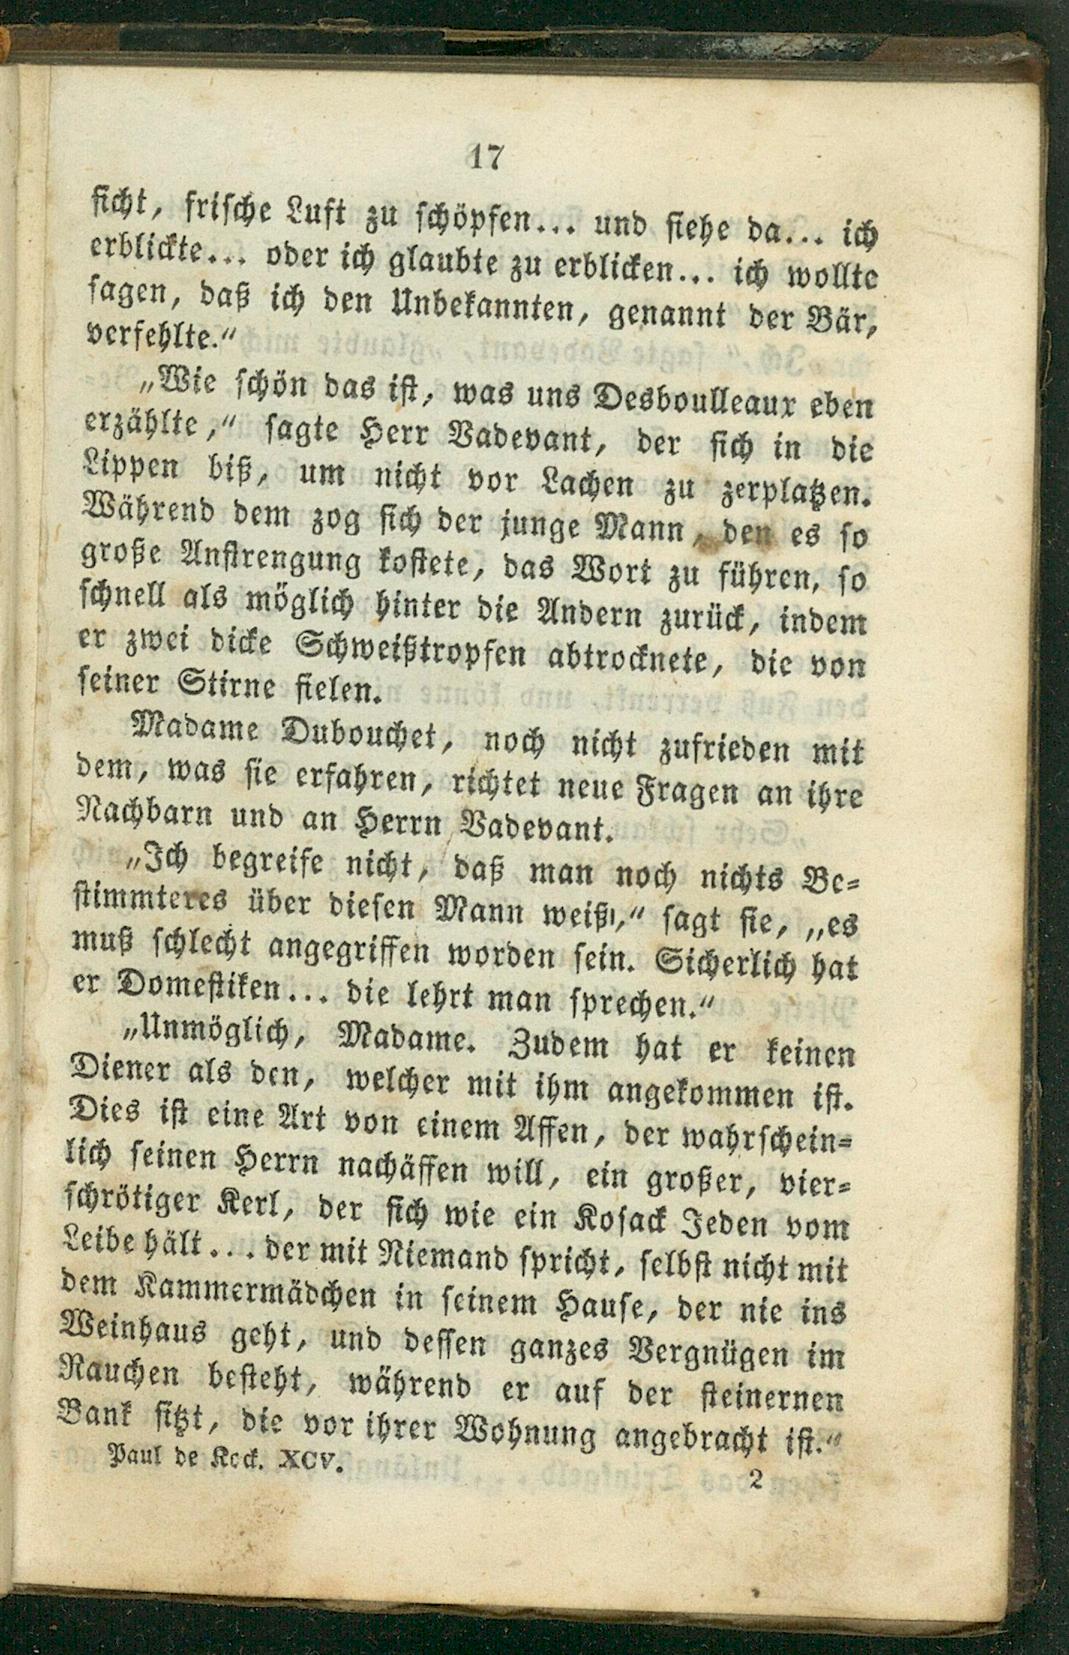 17
sicht, frische Luft zu schöpfen... und siehe da... ich
erblickte... oder ich glaubte zu erblicken... ich wollte
sagen, daß ich den Unbekannten, genannt der Bär,
verfehlte.“
„Wie schön das ist, was uns Desboulleaux eben
erzählte,“ sagte Herr Vadevant, der sich in die
Lippen biß, um nicht vor Lachen zu zerplatzen.
Während dem zog sich der junge Mann, den es so
große Anstrengung kostete, das Wort zu führen, so
schnell als möglich hinter die Andern zurück, indem
er zwei dicke Schweißtropfen abtrocknete, die von
seiner Stirne fielen.
Madame Dubouchet, noch nicht zufrieden mit
dem, was sie erfahren, richtet neue Fragen an ihre
Nachbarn und an Herrn Vadevant.
„Ich begreife nicht, daß man noch nichts Be-
stimmteres über diesen Mann weiß,“ sagt sie, „es
muß schlecht angegriffen worden sein. Sicherlich hat
er Domestiken... die lehrt man sprechen.“
„Unmöglich, Madame. Zudem hat er keinen
Diener als den, welcher mit ihm angekommen ist.
Dies ist eine Art von einem Affen, der wahrschein-
lich seinen Herrn nachäffen will, ein großer, vier-
schrötiger Kerl, der sich wie ein Kosack Jeden vom
Leibe hält... der mit Niemand spricht, selbst nicht mit
dem Kammermädchen in seinem Hause, der nie ins
Weinhaus geht, und dessen ganzes Vergnügen im
Rauchen besteht, während er auf der steinernen
Bank sitzt, die vor ihrer Wohnung angebracht ist.“
Paul de Kock. XCV.
2